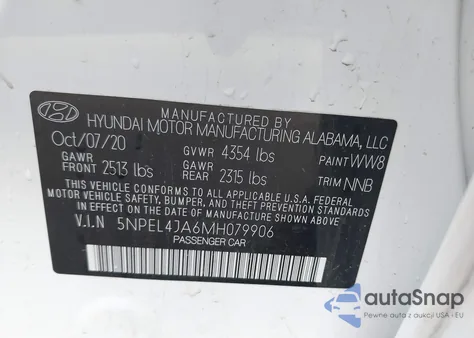 MANUFACTURED BY
HYUNDAI MOTOR MANUFACTURING ALABAMA, LLC
Oct/07/20 GVWR 4354 lbs PAINT WW8
GAWR FRONT 2513 lbs GAWR REAR 2315 lbs TRIM NNB
THIS VEHICLE CONFORMS TO ALL APPLICABLE U.S.A. FEDERAL
MOTOR VEHICLE SAFETY, BUMPER, AND THEFT PREVENTION
STANDARDS IN EFFECT ON THE DATE OF MANUFACTURE SHOWN ABOVE.
V.I.N 5NPEL4JA6MH079906
PASSENGER CAR
autoSnap
Pewne auta z aukcji USA i EU